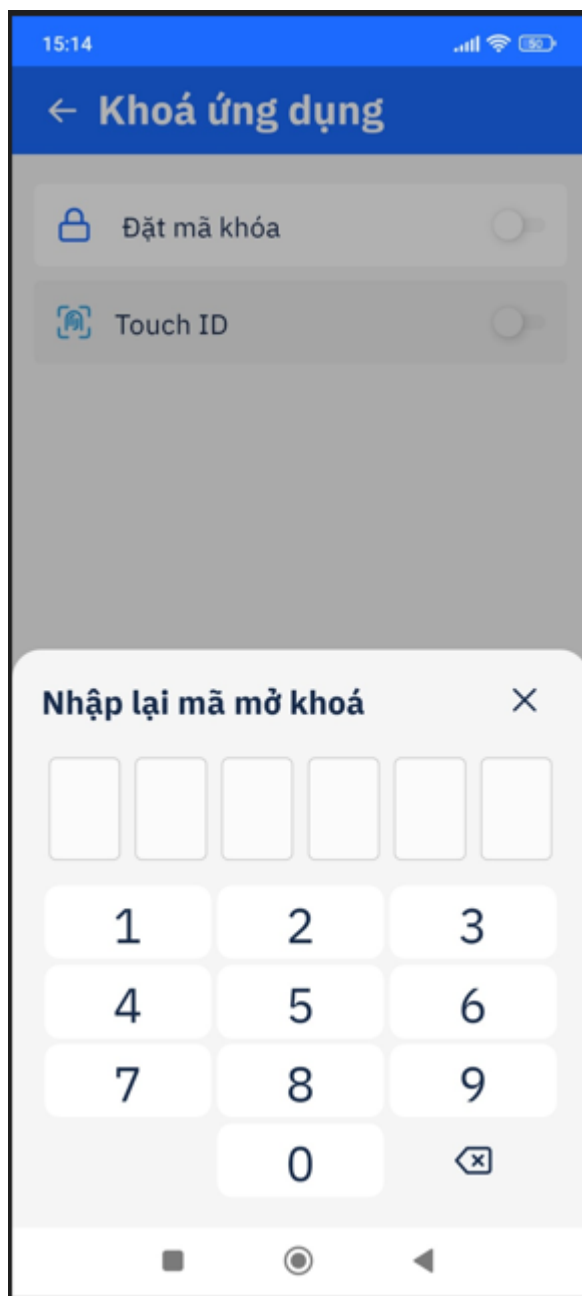 15:14
50
Khoá ứng dụng
Đặt mã khóa
Touch ID
Nhập lại mã mở khoá
1 2 3
4 5 6
7 8 9
0